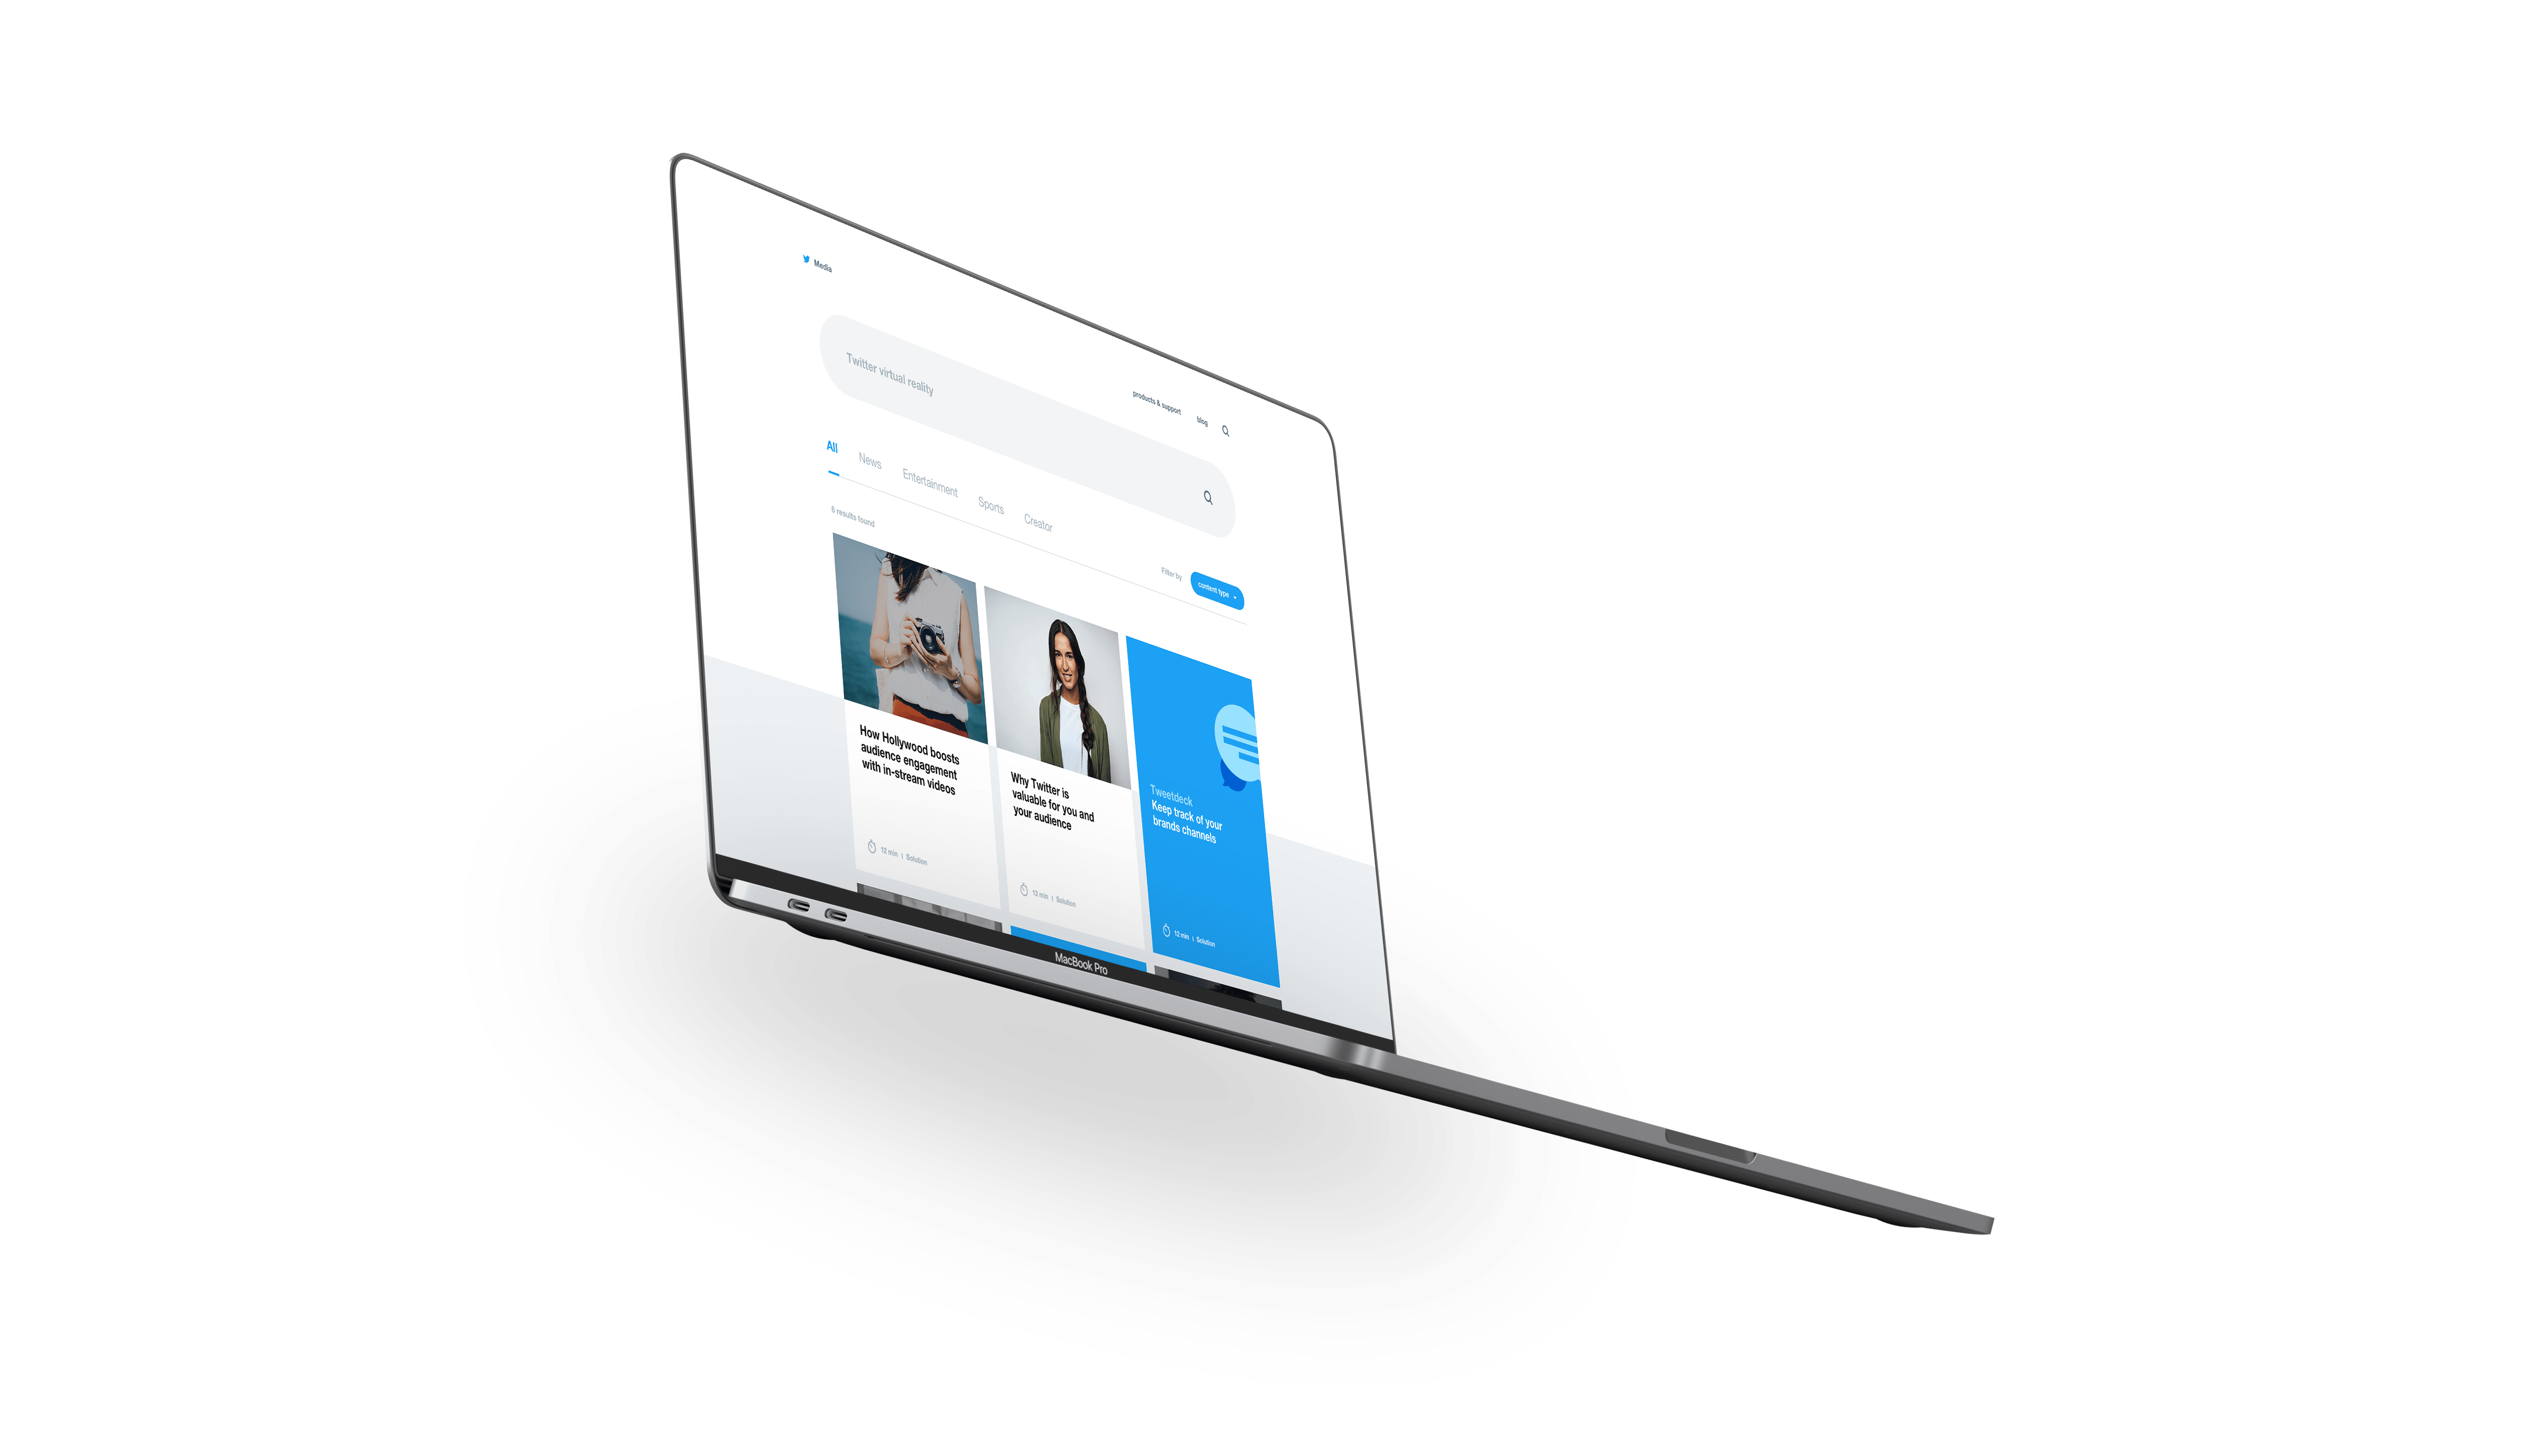 Media
products & support
blog
Twitter virtual reality
All
News
Entertainment
Sports
Creator
6 results found
Filter by
content type
How Hollywood boosts
audience engagement
with in-stream videos
12 min | Solution
Why Twitter is
valuable for you and
your audience
12 min | Solution
Tweetdeck
Keep track of your
brands channels
12 min | Solution
MacBook Pro